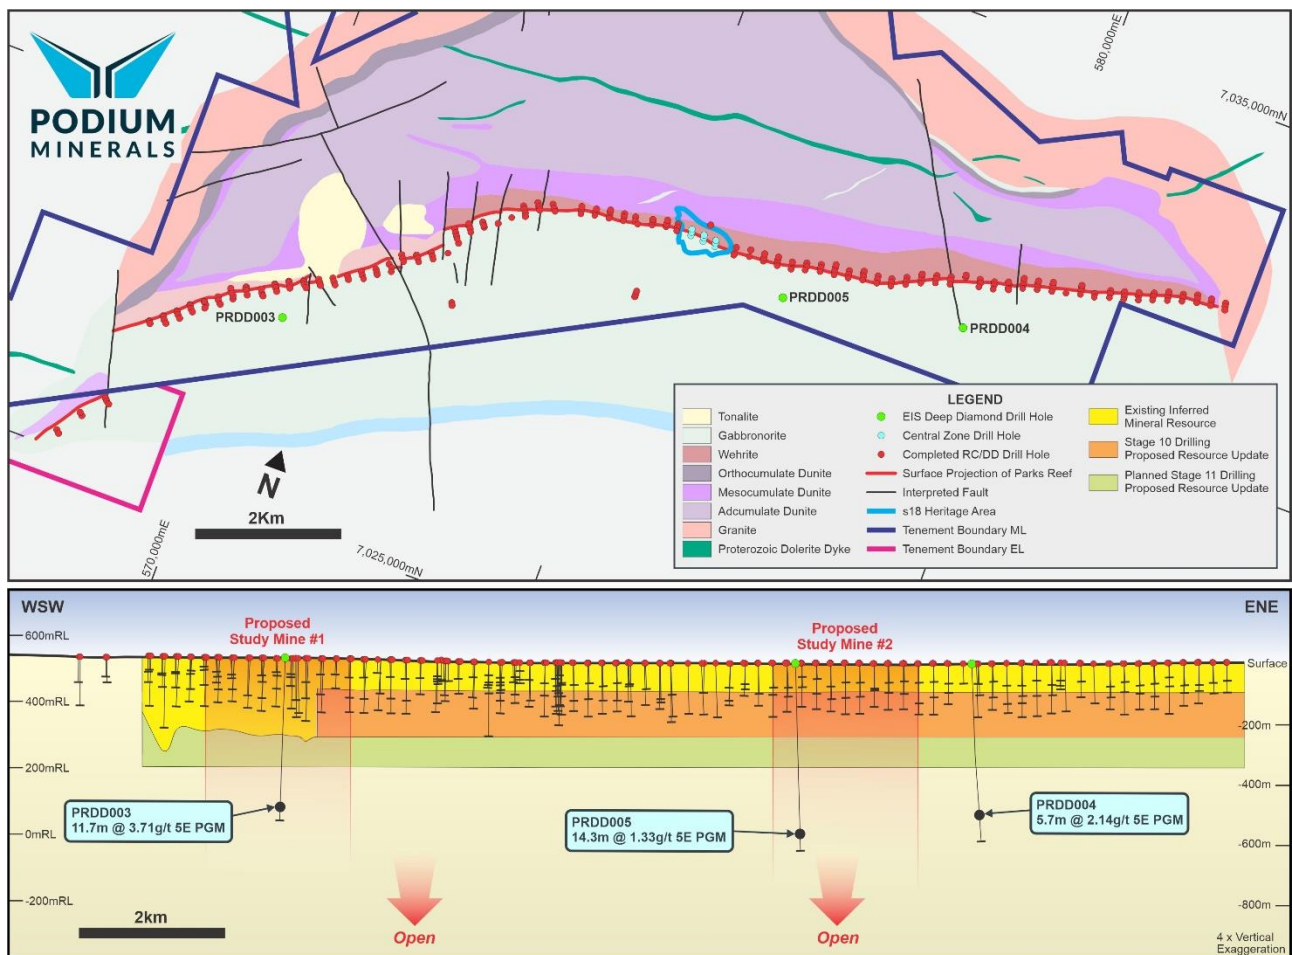 PODIUM
MINERALS
580,000mE
7,035,000mN
PRDD003
PRDD005
PRDD004
N
2Km
570,000mE
7,025,000mN
LEGEND
Tonalite
Gabbronorite
Wehrite
Orthocumulate Dunite
Mesocumulate Dunite
Adcumulate Dunite
Granite
Proterozoic Dolerite Dyke
EIS Deep Diamond Drill Hole
Central Zone Drill Hole
Completed RC/DD Drill Hole
Surface Projection of Parks Reef
Interpreted Fault
s18 Heritage Area
Tenement Boundary ML
Tenement Boundary EL
Existing Inferred
Mineral Resource
Stage 10 Drilling
Proposed Resource Update
Planned Stage 11 Drilling
Proposed Resource Update
WSW
ENE
600mRL
400mRL
200mRL
0mRL
-200mRL
Proposed
Study Mine #1
Proposed
Study Mine #2
Surface
-200m
-400m
-600m
-800m
PRDD003
11.7m @ 3.71g/t 5E PGM
PRDD005
14.3m @ 1.33g/t 5E PGM
PRDD004
5.7m @ 2.14g/t 5E PGM
2km
Open
Open
4 x Vertical
Exaggeration